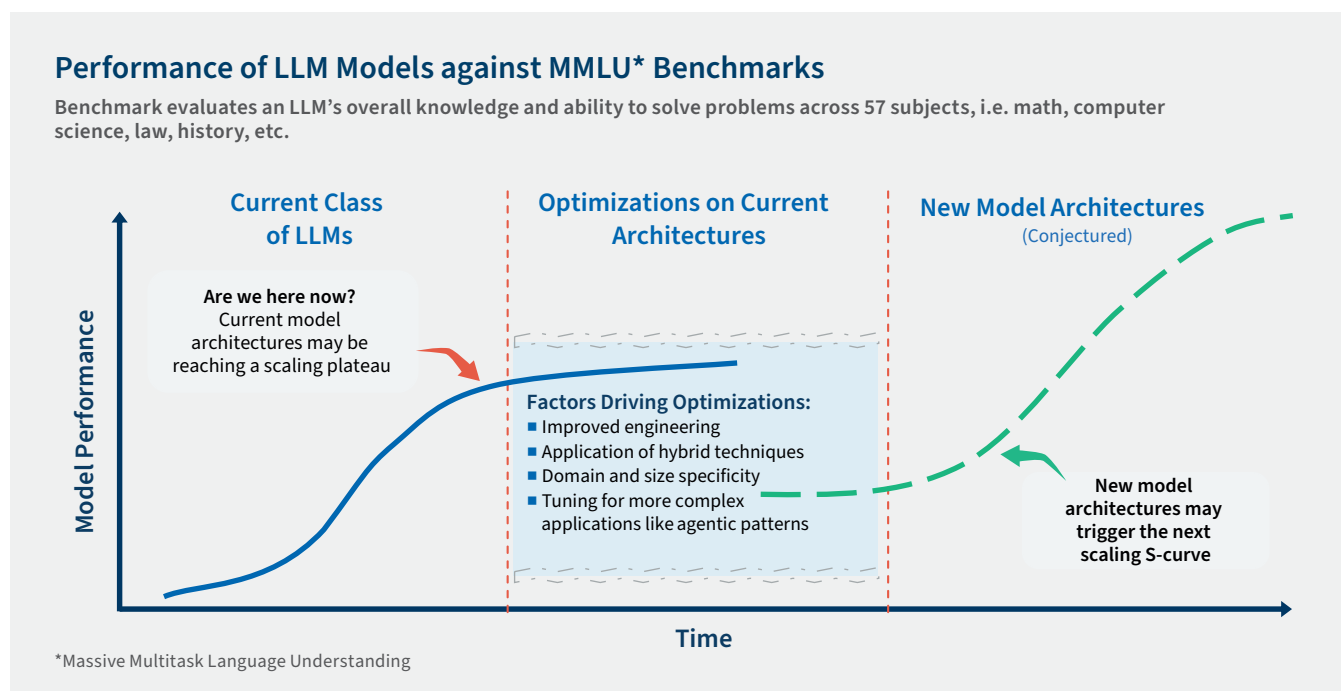 Performance of LLM Models against MMLU* Benchmarks
Benchmark evaluates an LLM's overall knowledge and ability to solve problems across 57 subjects, i.e. math, computer
science, law, history, etc.
Current Class
of LLMs
Optimizations on Current
Architectures
New Model Architectures
(Conjectured)
Are we here now?
Current model
architectures may be
reaching a scaling plateau
Model Performance
Factors Driving Optimizations:
■ Improved engineering
■ Application of hybrid techniques
■ Domain and size specificity
■ Tuning for more complex
applications like agentic patterns
New model
architectures may
trigger the next
scaling S-curve
Time
*Massive Multitask Language Understanding